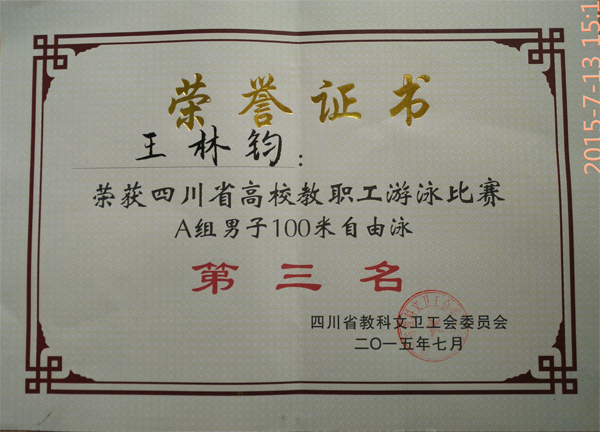 荣誉证书
王林钧：
荣获四川省高校教职工游泳比赛
A组男子100米自由泳
第三名
四川省教科文卫工会委员会
二〇一五年七月
2015-7-13 15:1